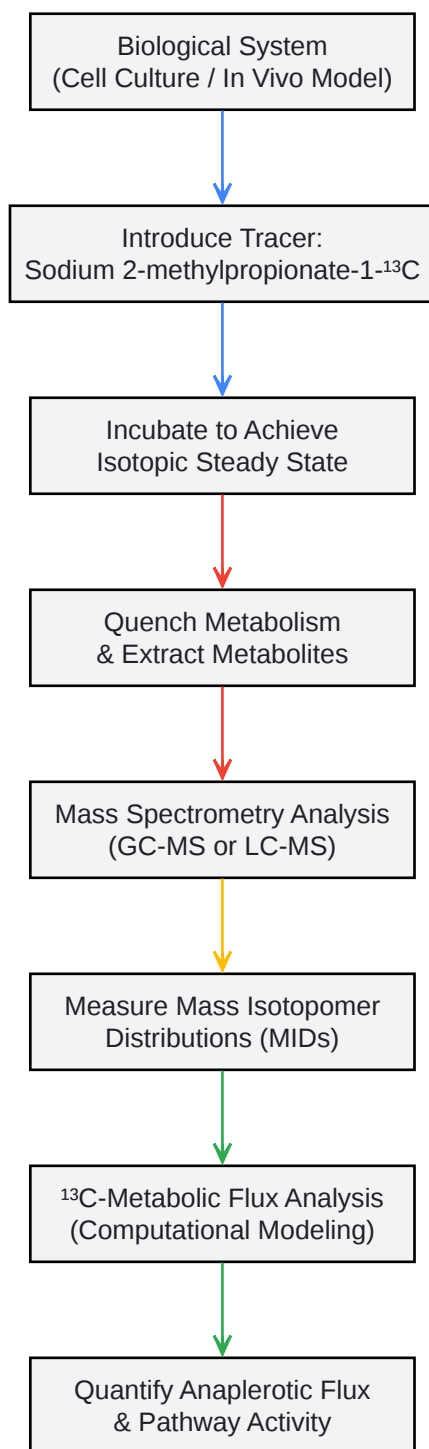 Biological System
(Cell Culture / In Vivo Model)
Introduce Tracer:
Sodium 2-methylpropionate-1-¹³C
Incubate to Achieve
Isotopic Steady State
Quench Metabolism
& Extract Metabolites
Mass Spectrometry Analysis
(GC-MS or LC-MS)
Measure Mass Isotopomer
Distributions (MIDs)
¹³C-Metabolic Flux Analysis
(Computational Modeling)
Quantify Anaplerotic Flux
& Pathway Activity